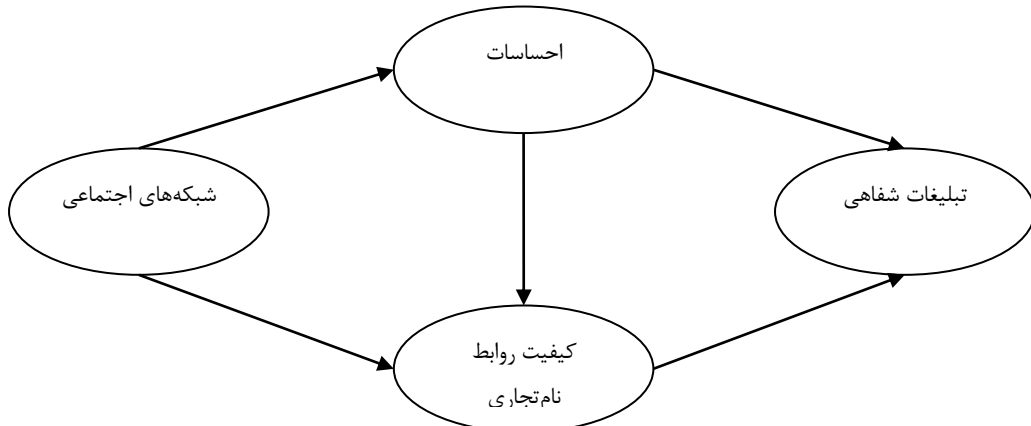 احساسات
شبکه‌های اجتماعی
تبلیغات شفاهی
کیفیت روابط
نام‌تجاری